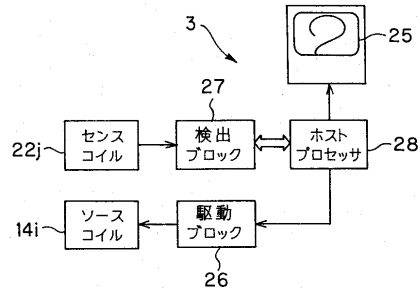 3
25
27
センス
コイル
22j
検出
ブロック
ホスト
プロセッサ
28
ソース
コイル
14i
駆動
ブロック
26